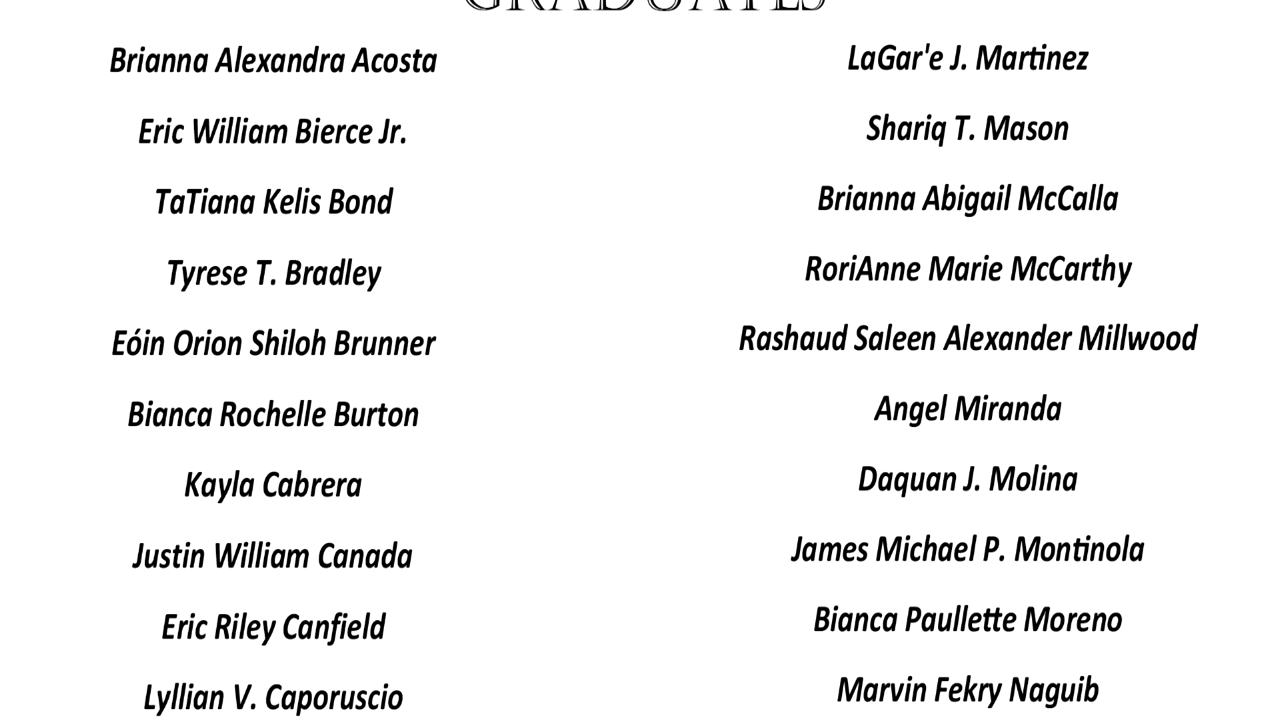 GRADUATES
Brianna Alexandra Acosta
Eric William Bierce Jr.
TaTiana Kelis Bond
Tyrese T. Bradley
Eóin Orion Shiloh Brunner
Bianca Rochelle Burton
Kayla Cabrera
Justin William Canada
Eric Riley Canfield
Lyllian V. Caporuscio
LaGar'e J. Martinez
Shariq T. Mason
Brianna Abigail McCalla
RoriAnne Marie McCarthy
Rashaud Saleen Alexander Millwood
Angel Miranda
Daquan J. Molina
James Michael P. Montinola
Bianca Paullette Moreno
Marvin Fekry Naguib